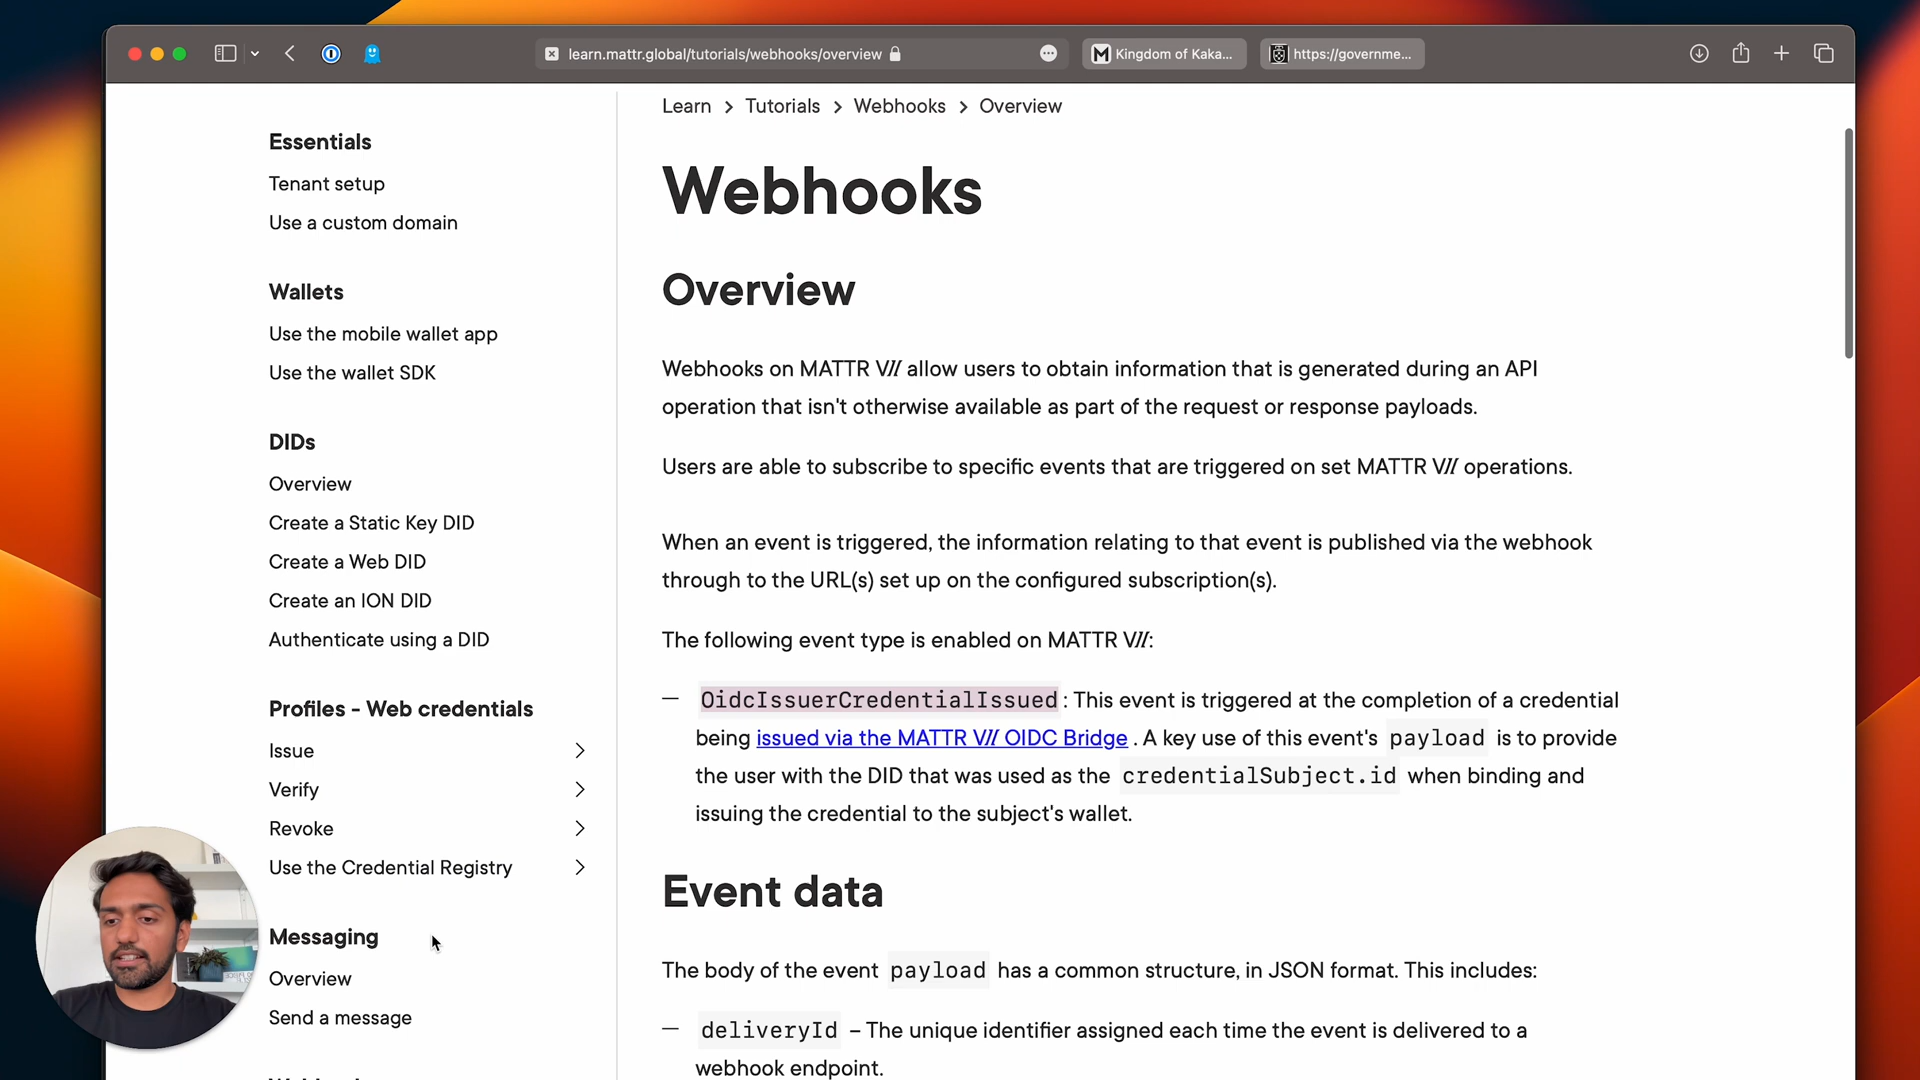 learn.mattr.global/tutorials/webhooks/overview
Kingdom of Kaka...
https://governme...
Learn > Tutorials > Webhooks > Overview
Essentials
Tenant setup
Use a custom domain
Wallets
Use the mobile wallet app
Use the wallet SDK
DIDs
Overview
Create a Static Key DID
Create a Web DID
Create an ION DID
Authenticate using a DID
Profiles - Web credentials
Issue
Verify
Revoke
Use the Credential Registry
Messaging
Overview
Send a message
Webhooks
Overview
Webhooks on MATTR VII allow users to obtain information that is generated during an API
operation that isn't otherwise available as part of the request or response payloads.
Users are able to subscribe to specific events that are triggered on set MATTR VII operations.
When an event is triggered, the information relating to that event is published via the webhook
through to the URL(s) set up on the configured subscription(s).
The following event type is enabled on MATTR VII:
— OidcIssuerCredentialIssued : This event is triggered at the completion of a credential
being issued via the MATTR VII OIDC Bridge . A key use of this event's payload is to provide
the user with the DID that was used as the credentialSubject.id when binding and
issuing the credential to the subject's wallet.
Event data
The body of the event payload has a common structure, in JSON format. This includes:
— deliveryId – The unique identifier assigned each time the event is delivered to a
webhook endpoint.